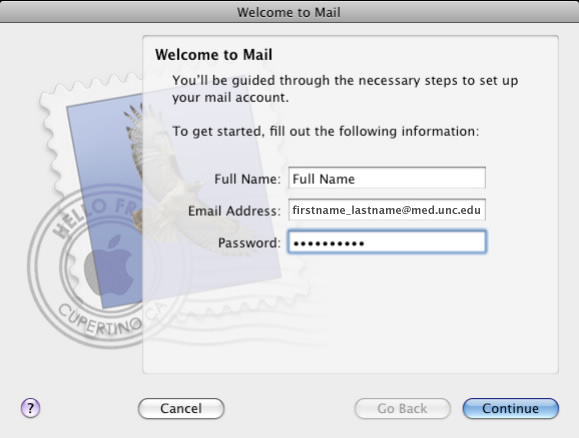 Welcome to Mail
Welcome to Mail
You'll be guided through the necessary steps to set up
your mail account.
To get started, fill out the following information:
Full Name: Full Name
Email Address: firstname_lastname@med.unc.edu
Password: ••••••••••
HELLO FR
CUPERTINO CA
? Cancel Go Back Continue